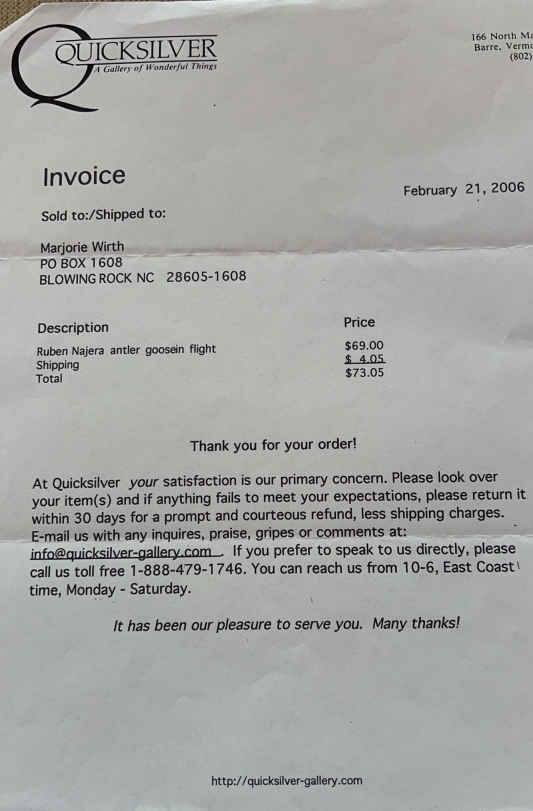 QUICKSILVER
A Gallery of Wonderful Things
166 North
Barre,
(802)
Invoice
February 21, 2006
Sold to:/Shipped to:
Marjorie Wirth
PO BOX 1608
BLOWING ROCK NC 28605-1608
Description Price
Ruben Najera antler goosein flight $69.00
Shipping $ 4.05
Total $73.05
Thank you for your order!
At Quicksilver your satisfaction is our primary concern. Please look over
your item(s) and if anything fails to meet your expectations, please return it
within 30 days for a prompt and courteous refund, less shipping charges.
E-mail us with any inquires, praise, gripes or comments at:
info@quicksilver-gallery.com . If you prefer to speak to us directly, please
call us toll free 1-888-479-1746. You can reach us from 10-6, East Coast
time, Monday - Saturday.
It has been our pleasure to serve you. Many thanks!
http://quicksilver-gallery.com